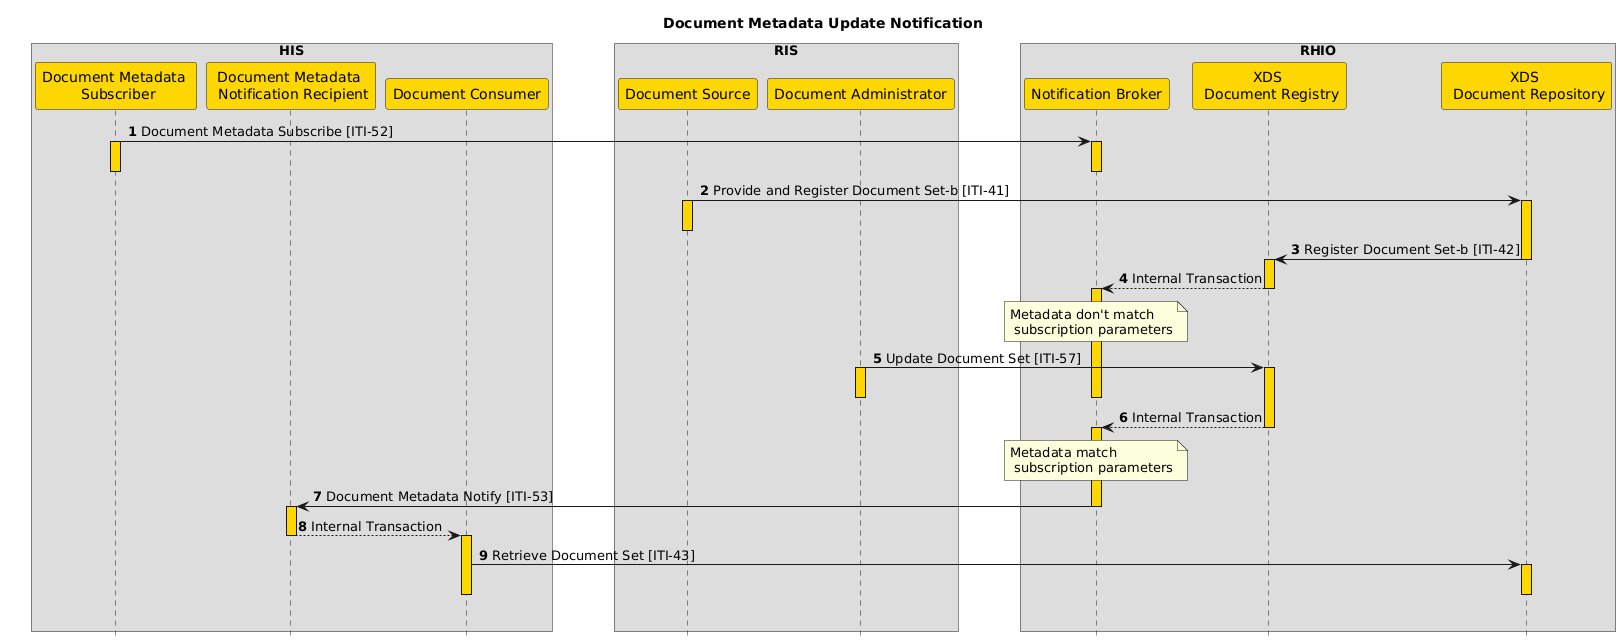 Document Metadata Update Notification
HIS
RIS
RHIO
Document Metadata
Subscriber
Document Metadata
Notification Recipient
Document Consumer
Document Source
Document Administrator
Notification Broker
XDS
Document Registry
XDS
Document Repository
1 Document Metadata Subscribe [ITI-52]
2 Provide and Register Document Set-b [ITI-41]
3 Register Document Set-b [ITI-42]
4 Internal Transaction
Metadata don't match
subscription parameters
5 Update Document Set [ITI-57]
6 Internal Transaction
Metadata match
subscription parameters
7 Document Metadata Notify [ITI-53]
8 Internal Transaction
9 Retrieve Document Set [ITI-43]